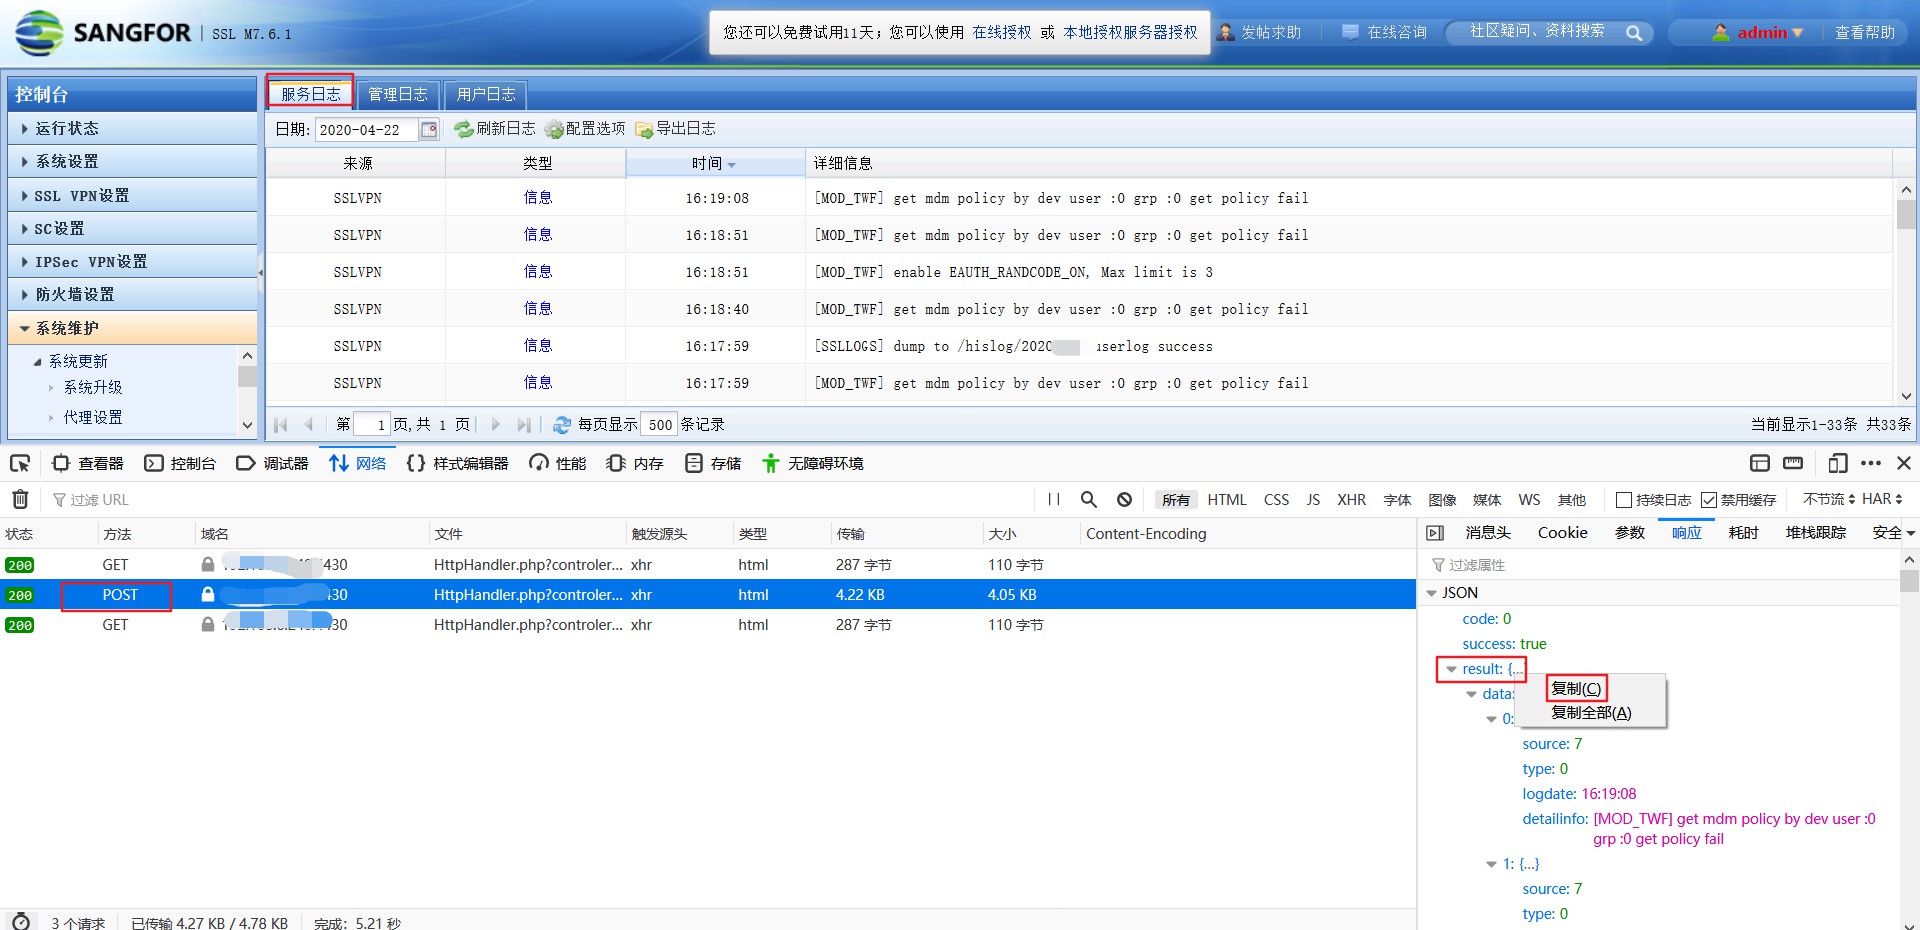 SANGFOR | SSL M7.6.1
您还可以免费试用11天; 您可以使用 在线授权 或 本地授权服务器授权
发帖求助
在线咨询
社区疑问、资料搜索
admin
查看帮助
控制台
运行状态
系统设置
SSL VPN设置
SC设置
IPSec VPN设置
防火墙设置
系统维护
系统更新
系统升级
代理设置
服务日志 管理日志 用户日志
日期: 2020-04-22 刷新日志 配置选项 导出日志
来源 类型 时间 详细信息
SSLVPN 信息 16:19:08 [MOD_TWF] get mdm policy by dev user :0 grp :0 get policy fail
SSLVPN 信息 16:18:51 [MOD_TWF] get mdm policy by dev user :0 grp :0 get policy fail
SSLVPN 信息 16:18:51 [MOD_TWF] enable EAUTH_RANDCODE_ON, Max limit is 3
SSLVPN 信息 16:18:40 [MOD_TWF] get mdm policy by dev user :0 grp :0 get policy fail
SSLVPN 信息 16:17:59 [SSLLOGS] dump to /hislog/2020 userlog success
SSLVPN 信息 16:17:59 [MOD_TWF] get mdm policy by dev user :0 grp :0 get policy fail
第 1 页,共 1 页 每页显示 500 条记录 当前显示1-33条 共33条
查看器 控制台 调试器 网络 样式编辑器 性能 内存 存储 无障碍环境
过滤 URL
所有 HTML CSS JS XHR 字体 图像 媒体 WS 其他 持续日志 禁用缓存 不节流 HAR
状态 方法 域名 文件 触发源头 类型 传输 大小 Content-Encoding
200 GET 430 HttpHandler.php?controler... xhr html 287 字节 110 字节
200 POST 430 HttpHandler.php?controler... xhr html 4.22 KB 4.05 KB
200 GET 430 HttpHandler.php?controler... xhr html 287 字节 110 字节
消息头 Cookie 参数 响应 耗时 堆栈跟踪 安全
过滤属性
JSON
code: 0
success: true
result: {...
复制(C)
复制全部(A)
data:
0:
source: 7
type: 0
logdate: 16:19:08
detailinfo: [MOD_TWF] get mdm policy by dev user :0
grp :0 get policy fail
1: {...}
source: 7
type: 0
3 个请求 已传输 4.27 KB / 4.78 KB 完成: 5.21 秒